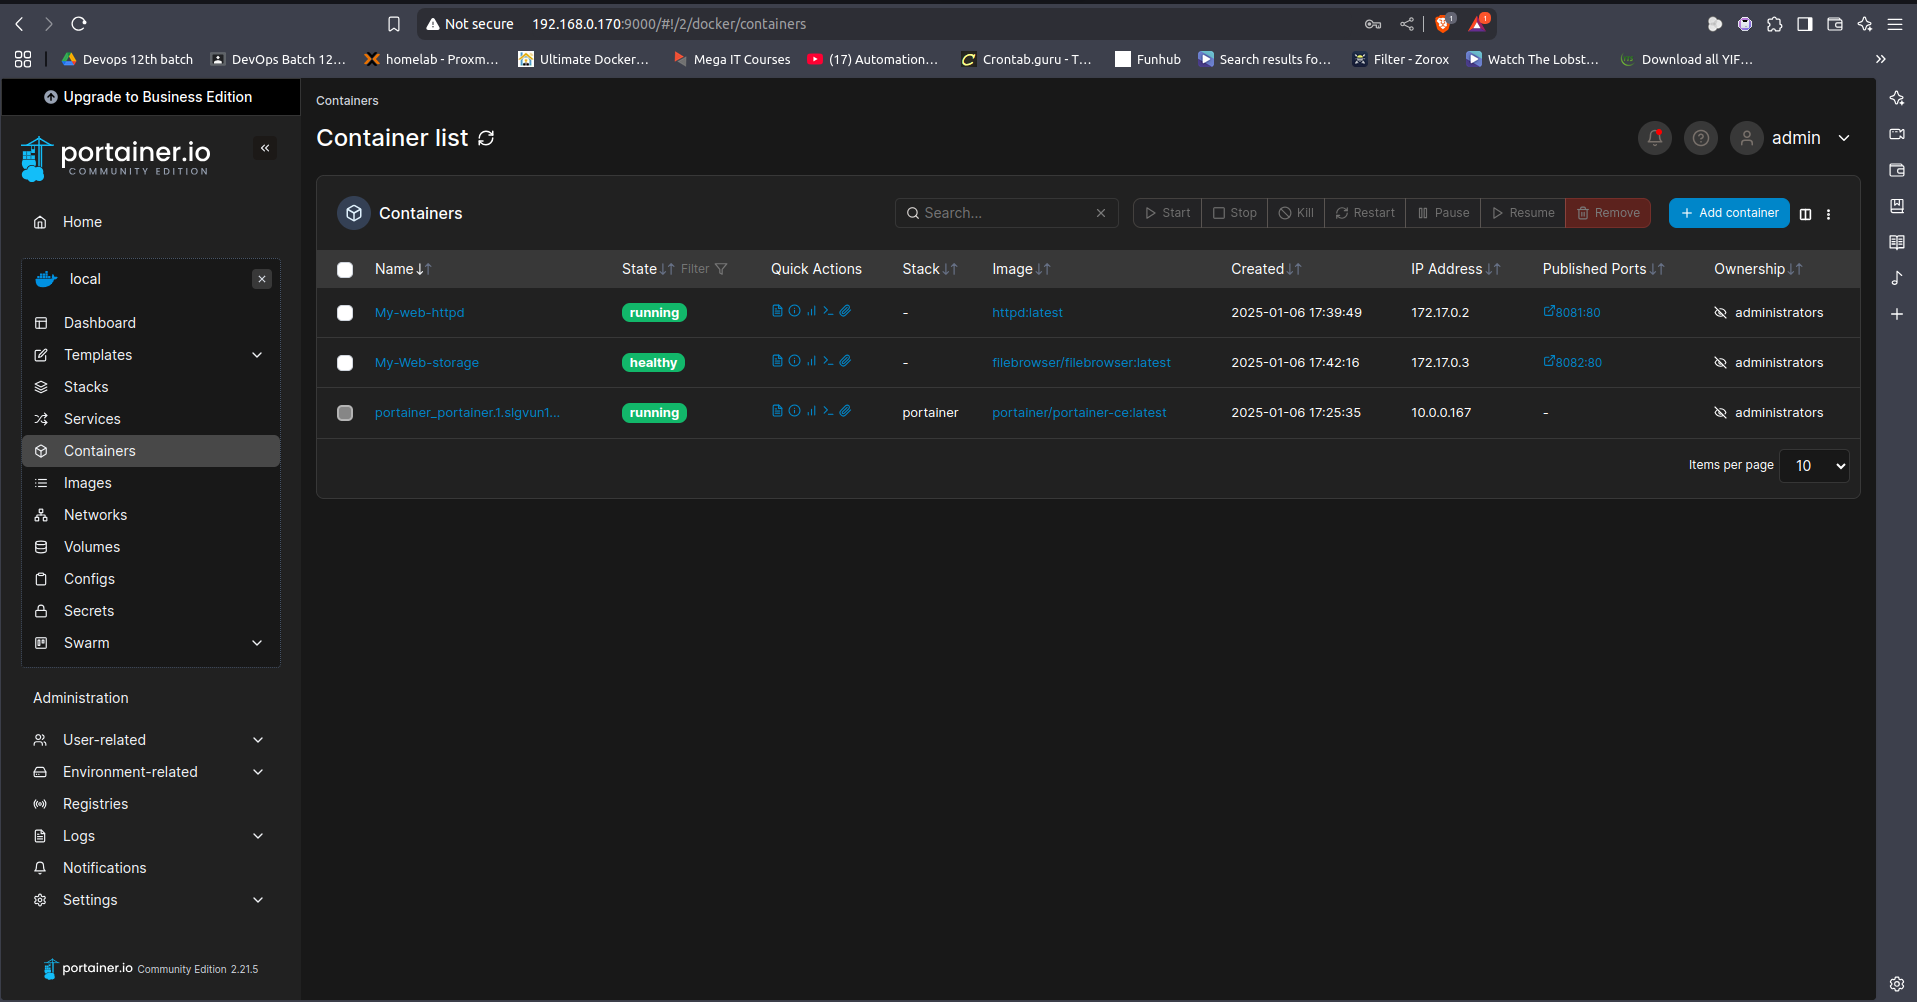 Not secure 192.168.0.170:9000/#!/2/docker/containers 1 1
Devops 12th batch DevOps Batch 12... homelab - Proxm... Ultimate Docker... Mega IT Courses (17) Automation... Crontab.guru - T... Funhub Search results fo... Filter - Zorox Watch The Lobst... Download all YIF... »
Upgrade to Business Edition
portainer.io
COMMUNITY EDITION
Home
local
Dashboard
Templates
Stacks
Services
Containers
Images
Networks
Volumes
Configs
Secrets
Swarm
Administration
User-related
Environment-related
Registries
Logs
Notifications
Settings
portainer.io Community Edition 2.21.5
Containers
Container list
admin
Containers Search... Start Stop Kill Restart Pause Resume Remove + Add container
Name State Filter Quick Actions Stack Image Created IP Address Published Ports Ownership
My-web-httpd running - httpd:latest 2025-01-06 17:39:49 172.17.0.2 8081:80 administrators
My-Web-storage healthy - filebrowser/filebrowser:latest 2025-01-06 17:42:16 172.17.0.3 8082:80 administrators
portainer_portainer.1.slgvun1... running portainer portainer/portainer-ce:latest 2025-01-06 17:25:35 10.0.0.167 - administrators
Items per page 10